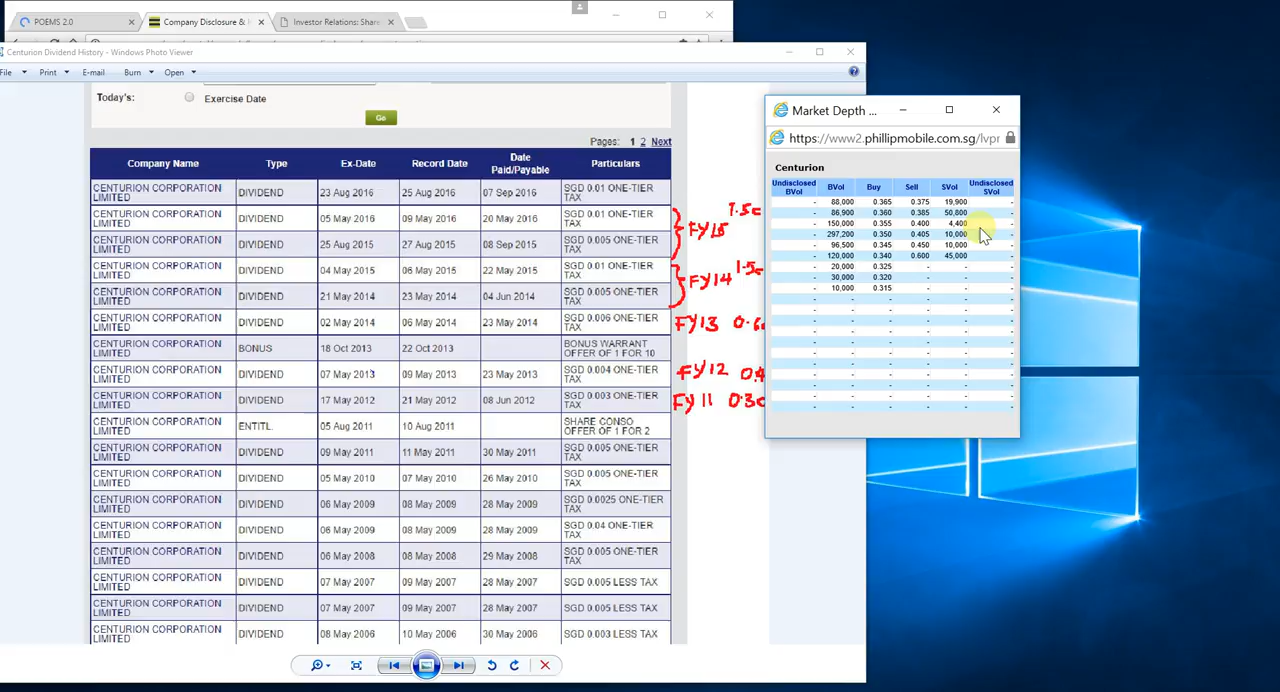 POEMS 2.0
Company Disclosure &
Investor Relations: Share
Centurion Dividend History - Windows Photo Viewer
File Print E-mail Burn Open
Today's: Exercise Date
Go
Pages: 1 2 Next
Company Name Type Ex-Date Record Date Date Paid/Payable Particulars
CENTURION CORPORATION LIMITED DIVIDEND 23 Aug 2016 25 Aug 2016 07 Sep 2016 SGD 0.01 ONE-TIER TAX
CENTURION CORPORATION LIMITED DIVIDEND 05 May 2016 09 May 2016 20 May 2016 SGD 0.01 ONE-TIER TAX
CENTURION CORPORATION LIMITED DIVIDEND 25 Aug 2015 27 Aug 2015 08 Sep 2015 SGD 0.005 ONE-TIER TAX
FY15 1.5c
CENTURION CORPORATION LIMITED DIVIDEND 04 May 2015 06 May 2015 22 May 2015 SGD 0.01 ONE-TIER TAX
CENTURION CORPORATION LIMITED DIVIDEND 21 May 2014 23 May 2014 04 Jun 2014 SGD 0.005 ONE-TIER TAX
FY14 1.5c
CENTURION CORPORATION LIMITED DIVIDEND 02 May 2014 06 May 2014 23 May 2014 SGD 0.006 ONE-TIER TAX
FY13 0.6c
CENTURION CORPORATION LIMITED BONUS 18 Oct 2013 22 Oct 2013 BONUS WARRANT OFFER OF 1 FOR 10
CENTURION CORPORATION LIMITED DIVIDEND 07 May 2013 09 May 2013 23 May 2013 SGD 0.004 ONE-TIER TAX
FY12 0.4
CENTURION CORPORATION LIMITED DIVIDEND 17 May 2012 21 May 2012 08 Jun 2012 SGD 0.003 ONE-TIER TAX
FY11 0.3c
CENTURION CORPORATION LIMITED ENTITL. 05 Aug 2011 10 Aug 2011 SHARE CONSO OFFER OF 1 FOR 2
CENTURION CORPORATION LIMITED DIVIDEND 09 May 2011 11 May 2011 30 May 2011 SGD 0.005 ONE-TIER TAX
CENTURION CORPORATION LIMITED DIVIDEND 05 May 2010 07 May 2010 26 May 2010 SGD 0.005 ONE-TIER TAX
CENTURION CORPORATION LIMITED DIVIDEND 06 May 2009 08 May 2009 28 May 2009 SGD 0.0025 ONE-TIER TAX
CENTURION CORPORATION LIMITED DIVIDEND 06 May 2009 08 May 2009 28 May 2009 SGD 0.04 ONE-TIER TAX
CENTURION CORPORATION LIMITED DIVIDEND 06 May 2008 08 May 2008 29 May 2008 SGD 0.005 ONE-TIER TAX
CENTURION CORPORATION LIMITED DIVIDEND 07 May 2007 09 May 2007 28 May 2007 SGD 0.005 LESS TAX
CENTURION CORPORATION LIMITED DIVIDEND 07 May 2007 09 May 2007 28 May 2007 SGD 0.005 LESS TAX
CENTURION CORPORATION LIMITED DIVIDEND 08 May 2006 10 May 2006 30 May 2006 SGD 0.003 LESS TAX
Market Depth ...
https://www2.phillipmobile.com.sg/lvpr
Centurion
Undisclosed BVol BVol Buy Sell SVol Undisclosed SVol
- 88,000 0.365 0.375 19,900 -
- 86,900 0.360 0.385 50,800 -
- 150,000 0.355 0.400 4,400 -
- 297,200 0.350 0.405 10,000 -
- 96,500 0.345 0.450 10,000 -
- 120,000 0.340 0.600 45,000 -
- 20,000 0.325 - - -
- 30,000 0.320 - - -
- 10,000 0.315 - - -